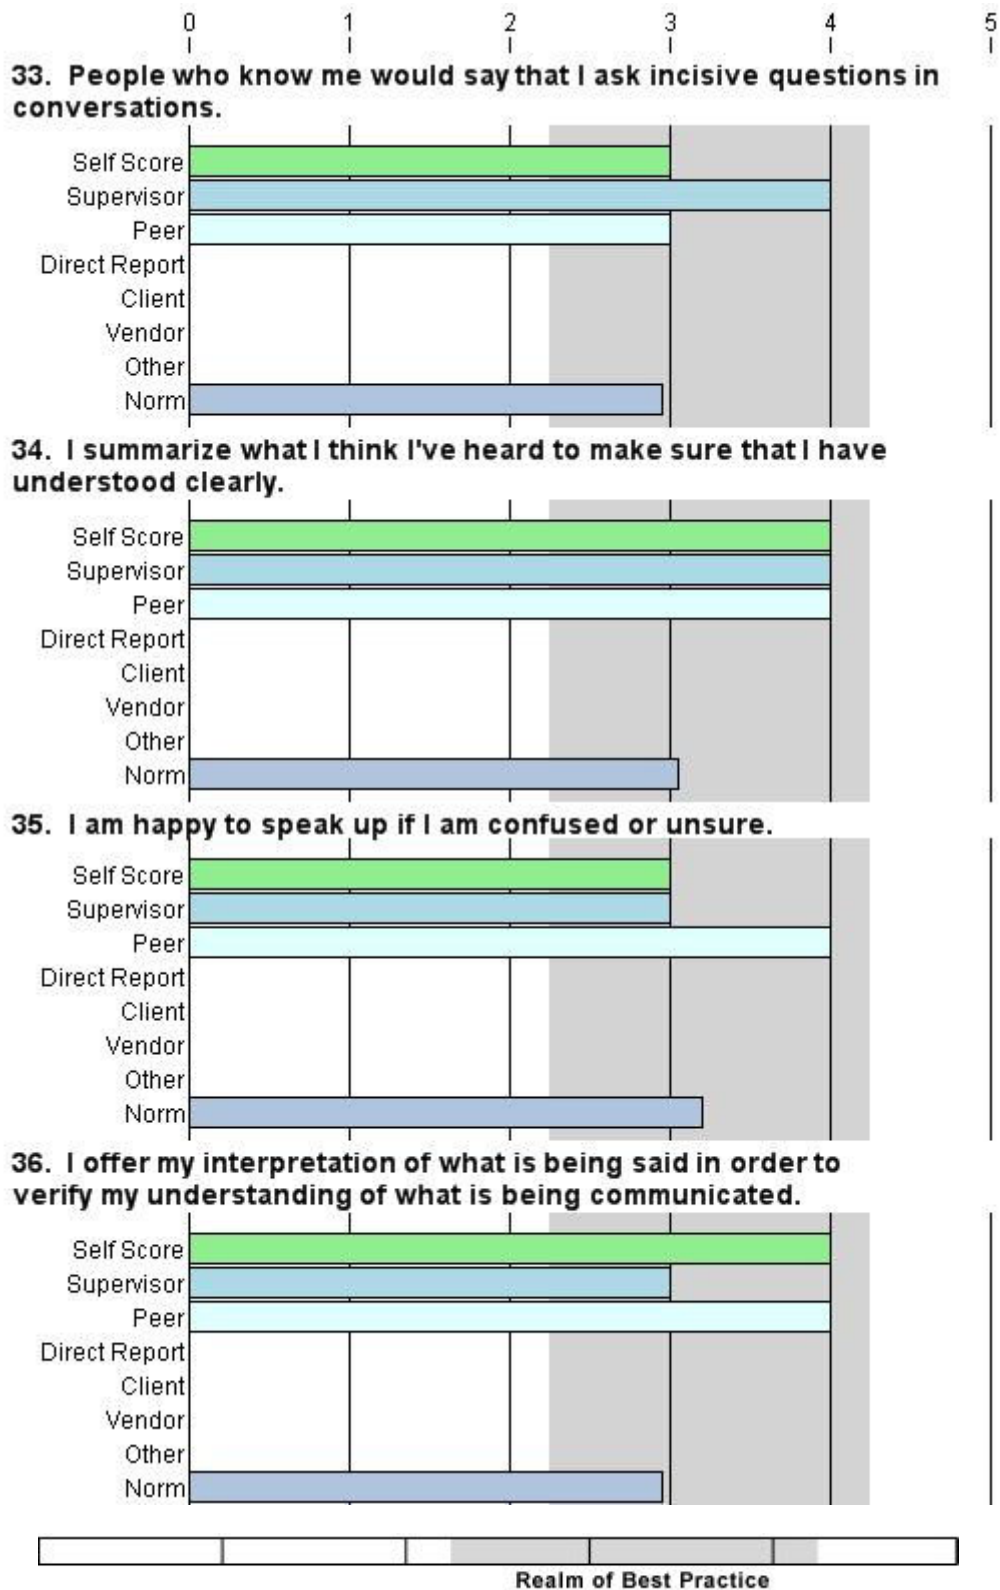 0 1 2 3 4 5
33. People who know me would say that I ask incisive questions in
conversations.
Self Score
Supervisor
Peer
Direct Report
Client
Vendor
Other
Norm
34. I summarize what I think I've heard to make sure that I have
understood clearly.
Self Score
Supervisor
Peer
Direct Report
Client
Vendor
Other
Norm
35. I am happy to speak up if I am confused or unsure.
Self Score
Supervisor
Peer
Direct Report
Client
Vendor
Other
Norm
36. I offer my interpretation of what is being said in order to
verify my understanding of what is being communicated.
Self Score
Supervisor
Peer
Direct Report
Client
Vendor
Other
Norm
Realm of Best Practice